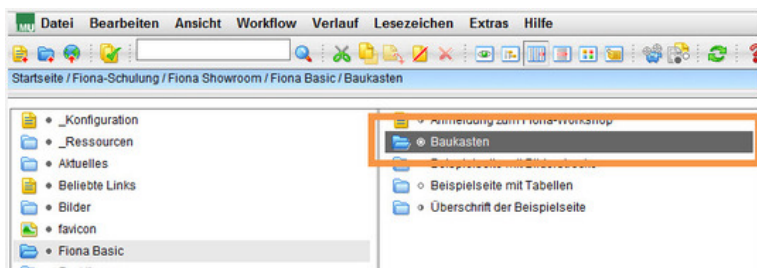 MU Datei Bearbeiten Ansicht Workflow Verlauf Lesezeichen Extras Hilfe
Startseite / Fiona-Schulung / Fiona Showroom / Fiona Basic / Baukasten
_Konfiguration
_Ressourcen
Aktuelles
Beliebte Links
Bilder
favicon
Fiona Basic
Anmeldung zum Fiona-Workshop
Baukasten
Beispielseite mit Bilderstrecke
Beispielseite mit Tabellen
Überschrift der Beispielseite